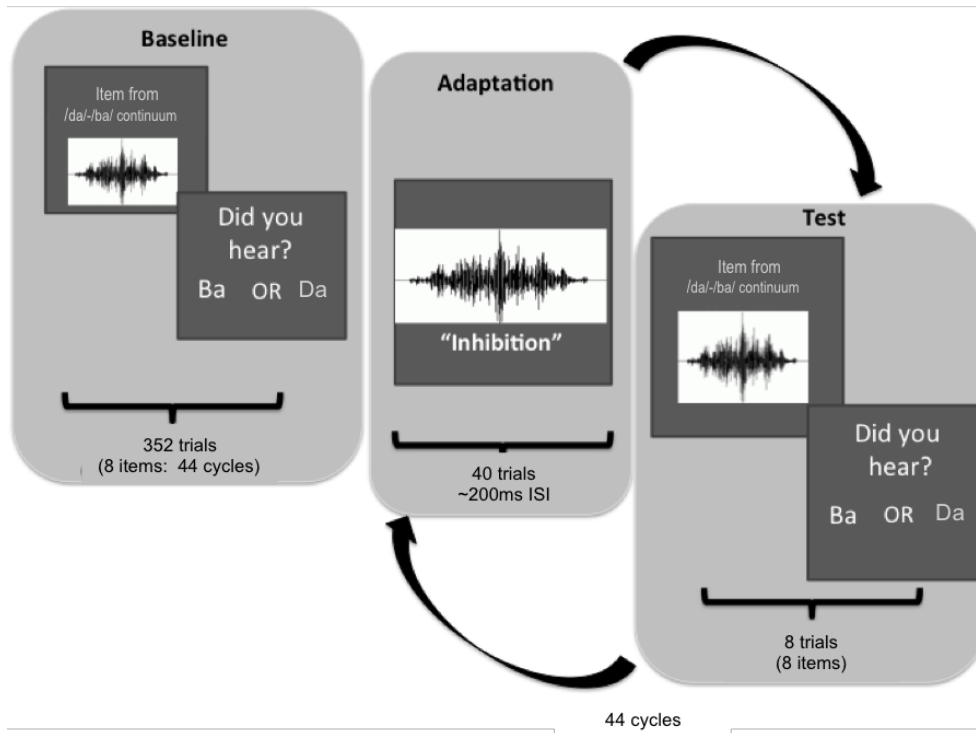 Baseline
Item from
/da/-/ba/ continuum
Did you
hear?
Ba OR Da
352 trials
(8 items: 44 cycles)
Adaptation
“Inhibition”
40 trials
~200ms ISI
Test
Item from
/da/-/ba/ continuum
Did you
hear?
Ba OR Da
8 trials
(8 items)
44 cycles